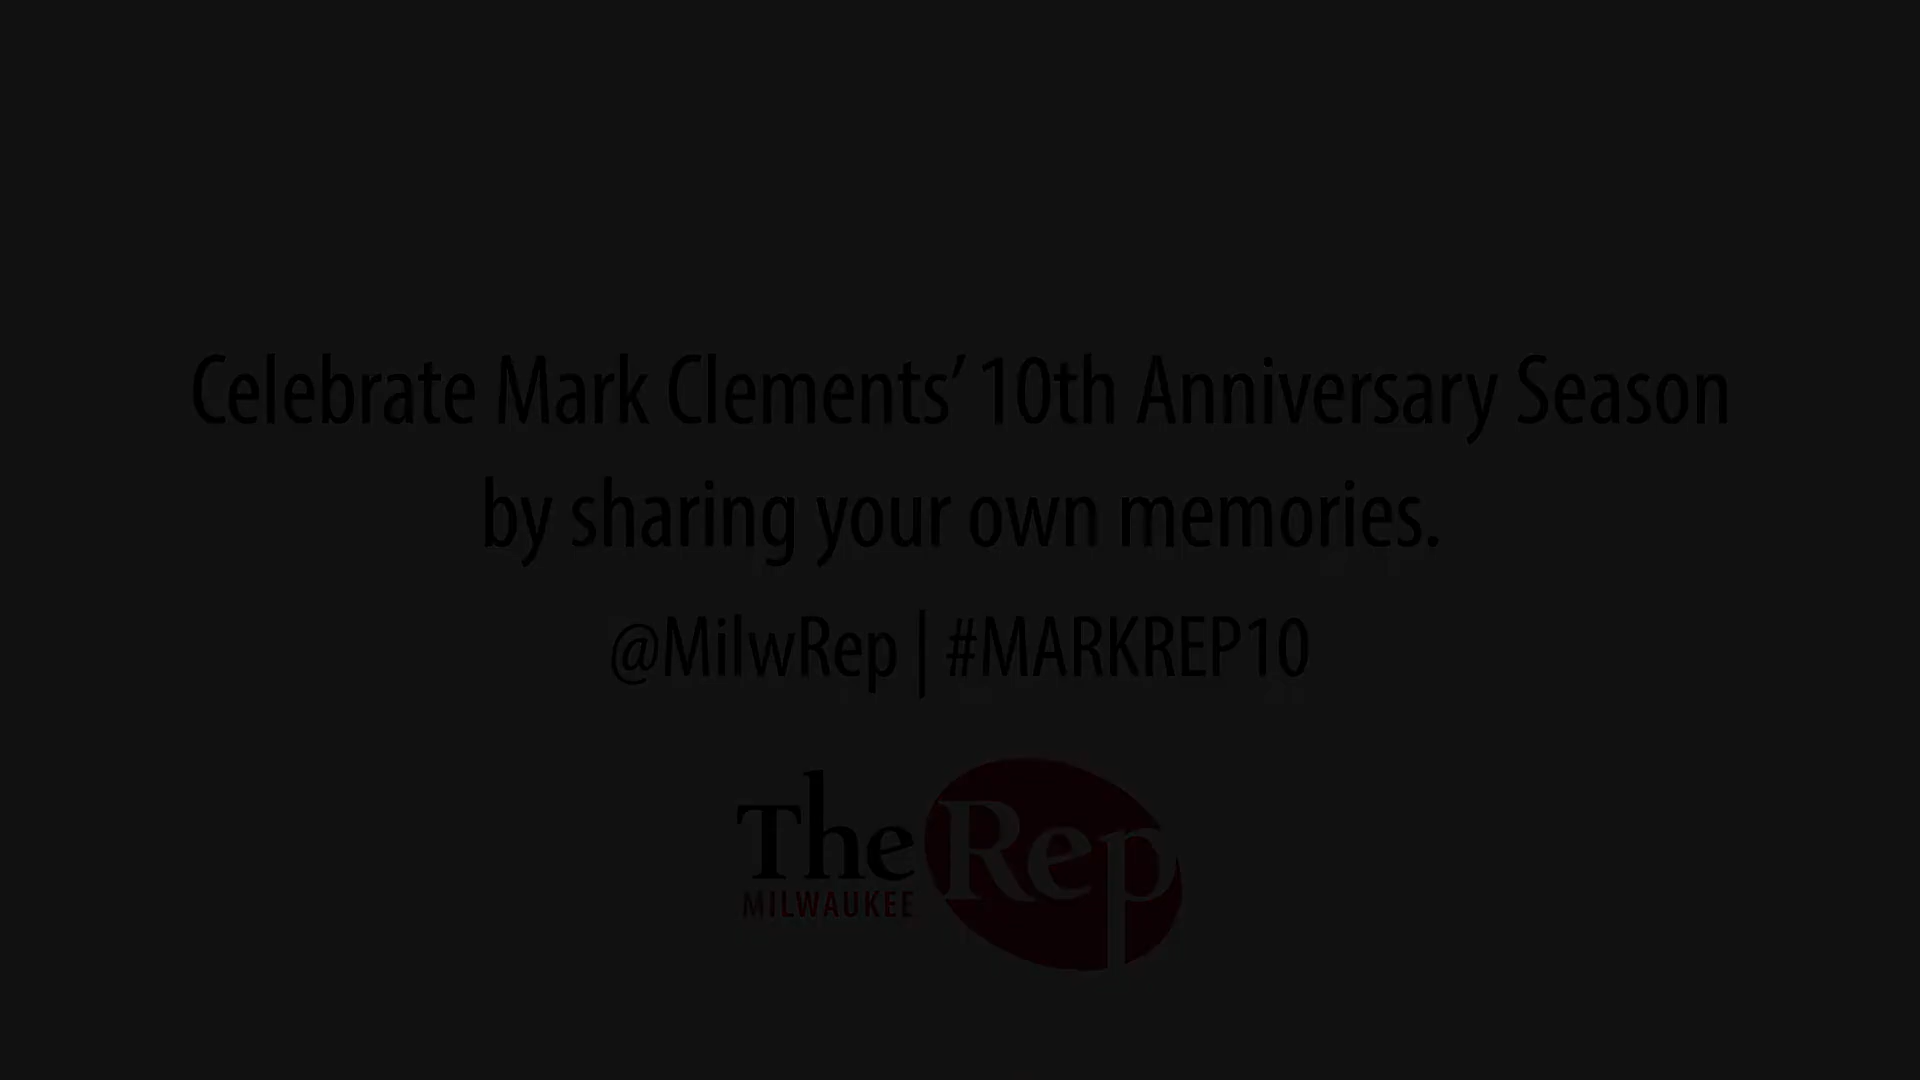 Celebrate Mark Clements’ 10th Anniversary Season
by sharing your own memories.
@MilwRep | #MARKREP10
The Rep
MILWAUKEE